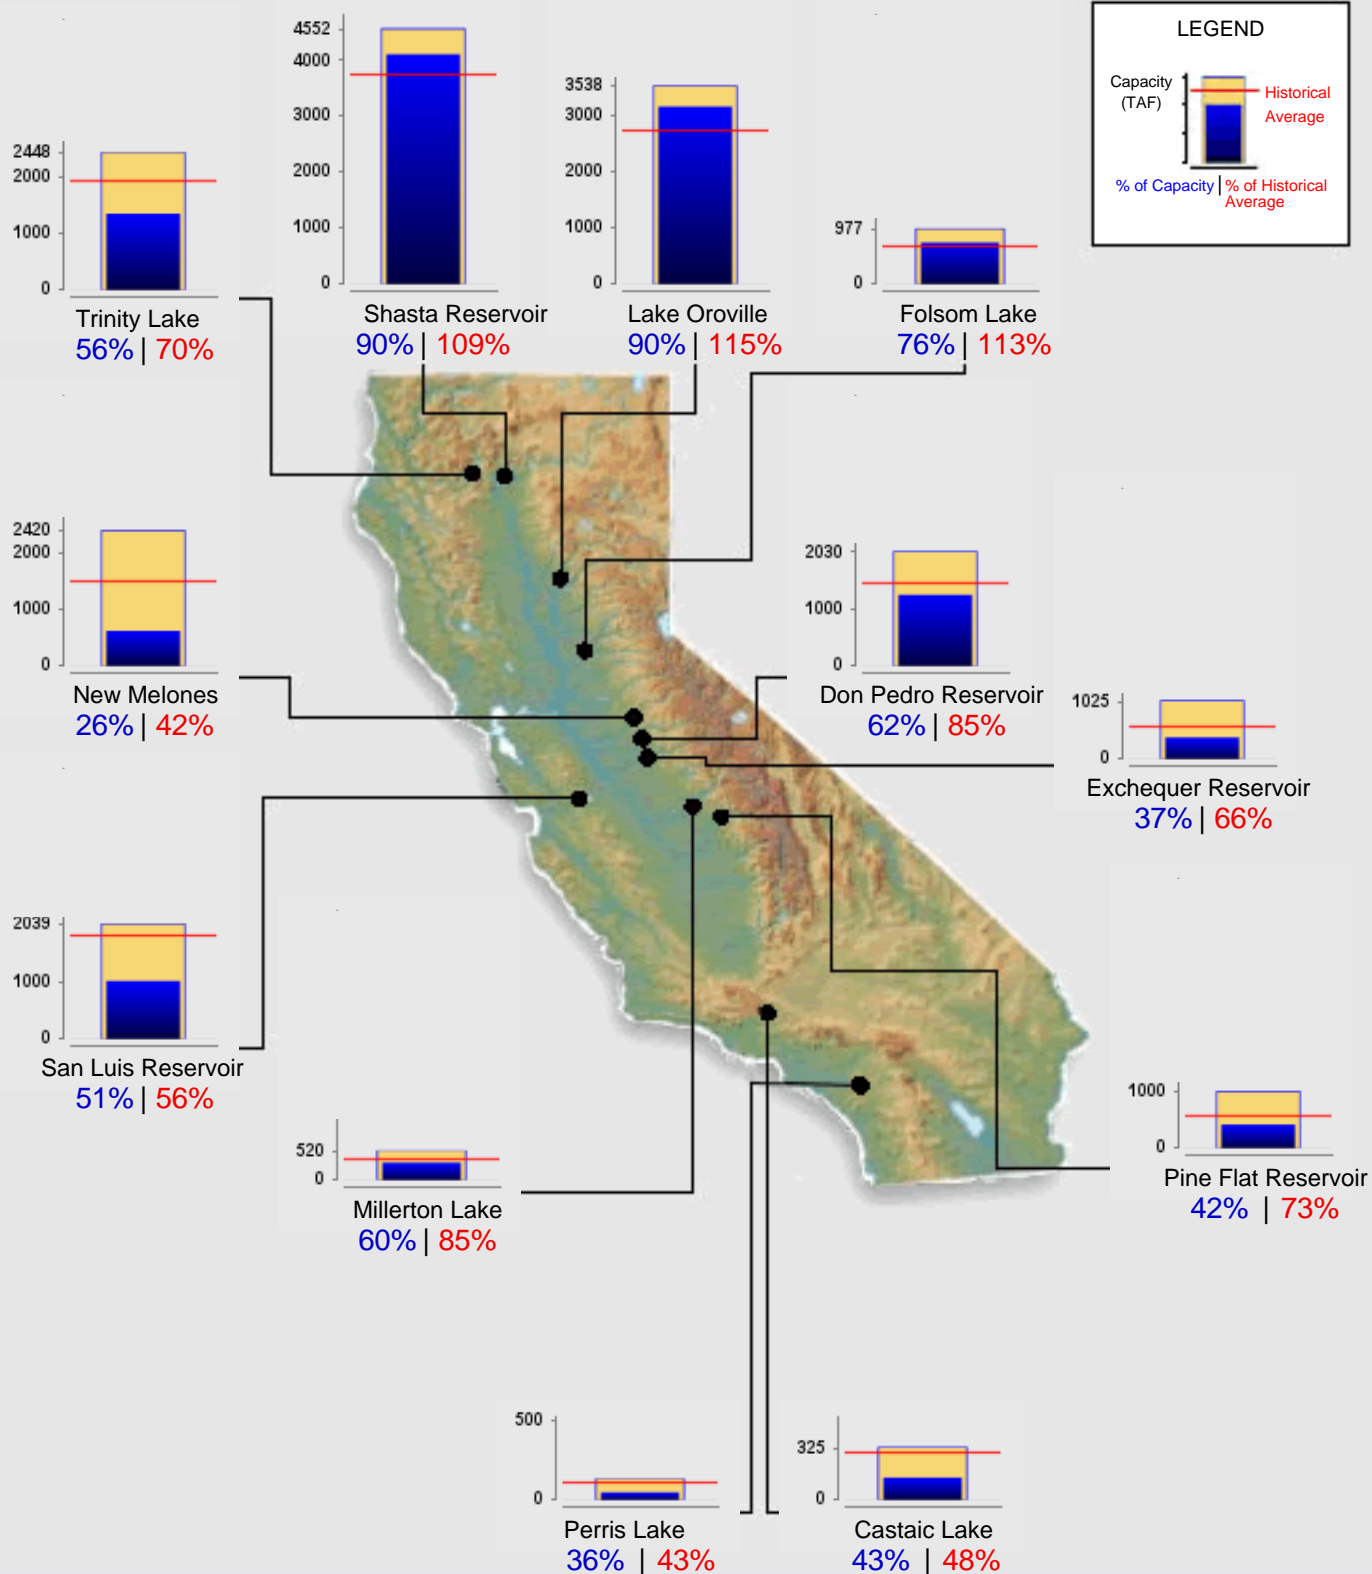 LEGEND
Capacity
(TAF)
Historical
Average
% of Capacity | % of Historical
Average
2448
2000
1000
0
Trinity Lake
56% | 70%
4552
4000
3000
2000
1000
0
Shasta Reservoir
90% | 109%
3538
3000
2000
1000
0
Lake Oroville
90% | 115%
977
0
Folsom Lake
76% | 113%
2420
2000
1000
0
New Melones
26% | 42%
2030
1000
0
Don Pedro Reservoir
62% | 85%
1025
0
Exchequer Reservoir
37% | 66%
2039
1000
0
San Luis Reservoir
51% | 56%
520
0
Millerton Lake
60% | 85%
1000
0
Pine Flat Reservoir
42% | 73%
500
0
Perris Lake
36% | 43%
325
0
Castaic Lake
43% | 48%